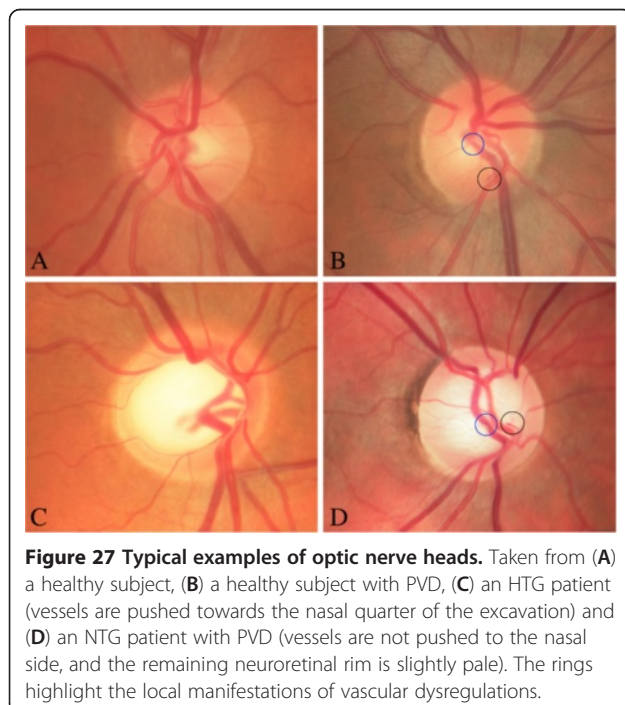 A
B
C
D
Figure 27 Typical examples of optic nerve heads. Taken from (A)
a healthy subject, (B) a healthy subject with PVD, (C) an HTG patient
(vessels are pushed towards the nasal quarter of the excavation) and
(D) an NTG patient with PVD (vessels are not pushed to the nasal
side, and the remaining neuroretinal rim is slightly pale). The rings
highlight the local manifestations of vascular dysregulations.